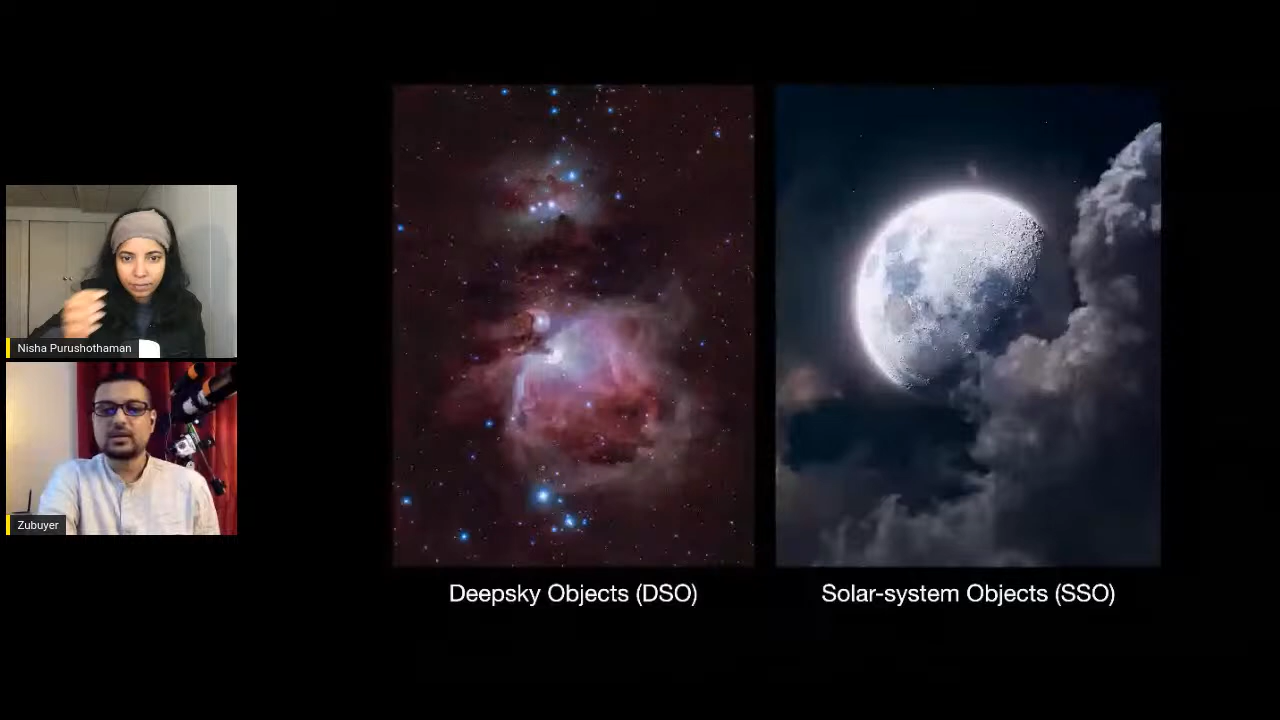 Nisha Purushothaman
Zubuyer
Deepsky Objects (DSO)
Solar-system Objects (SSO)